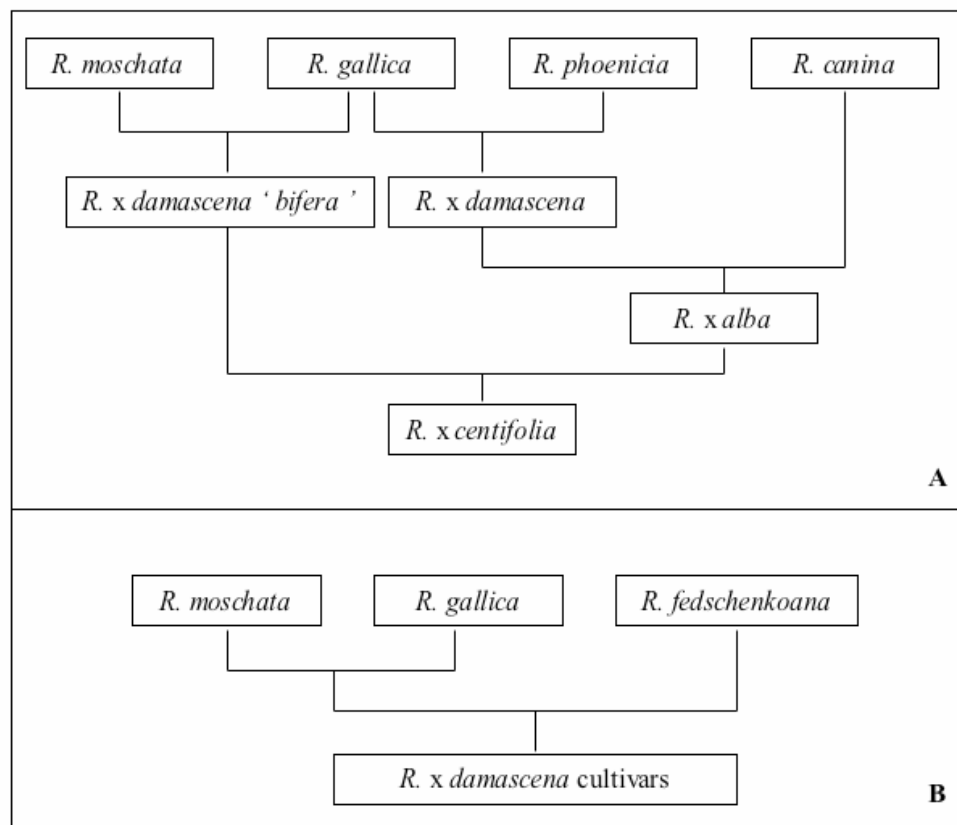 R. moschata
R. gallica
R. phoenicia
R. canina
R. x damascena ‘ bifera ’
R. x damascena
R. x alba
R. x centifolia
A
R. moschata
R. gallica
R. fedschenkoana
R. x damascena cultivars
B